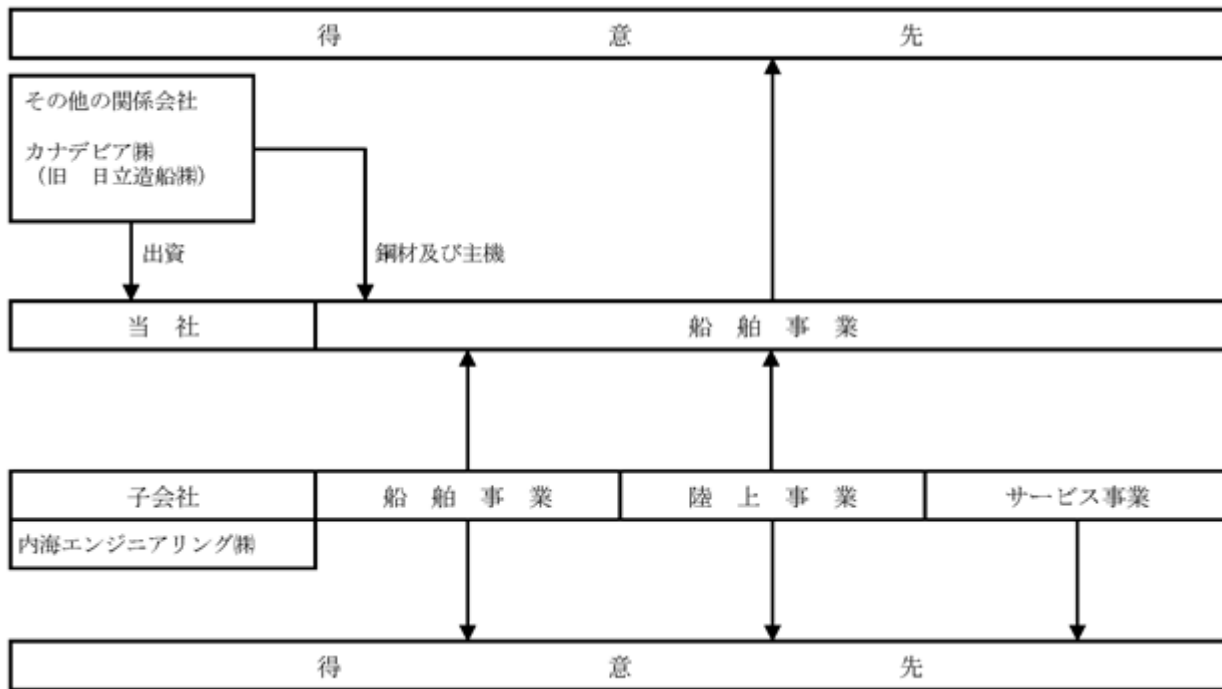 得意先
その他の関係会社
カナデビア㈱
（旧　日立造船㈱）
出資
鋼材及び主機
当社
船舶事業
子会社
船舶事業
陸上事業
サービス事業
内海エンジニアリング㈱
得意先